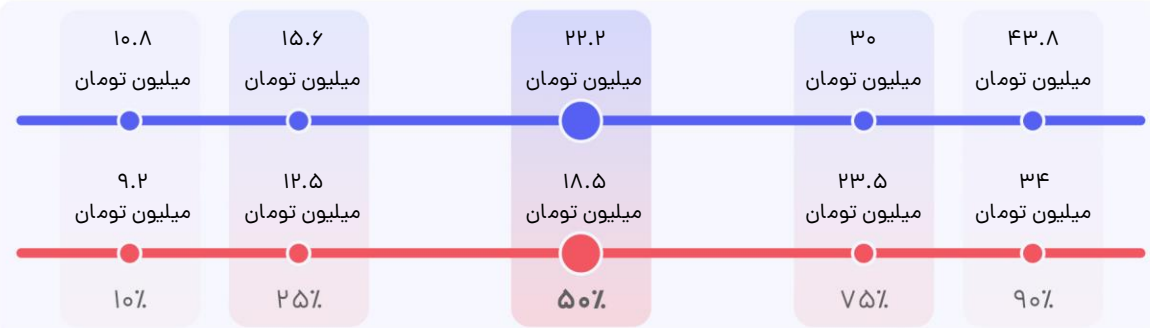 ۱۰.۸
میلیون تومان
۱۵.۶
میلیون تومان
۲۲.۲
میلیون تومان
۳۰
میلیون تومان
۴۳.۸
میلیون تومان
۹.۲
میلیون تومان
۱۲.۵
میلیون تومان
۱۸.۵
میلیون تومان
۲۳.۵
میلیون تومان
۳۴
میلیون تومان
۱۰٪
۲۵٪
۵۰٪
۷۵٪
۹۰٪